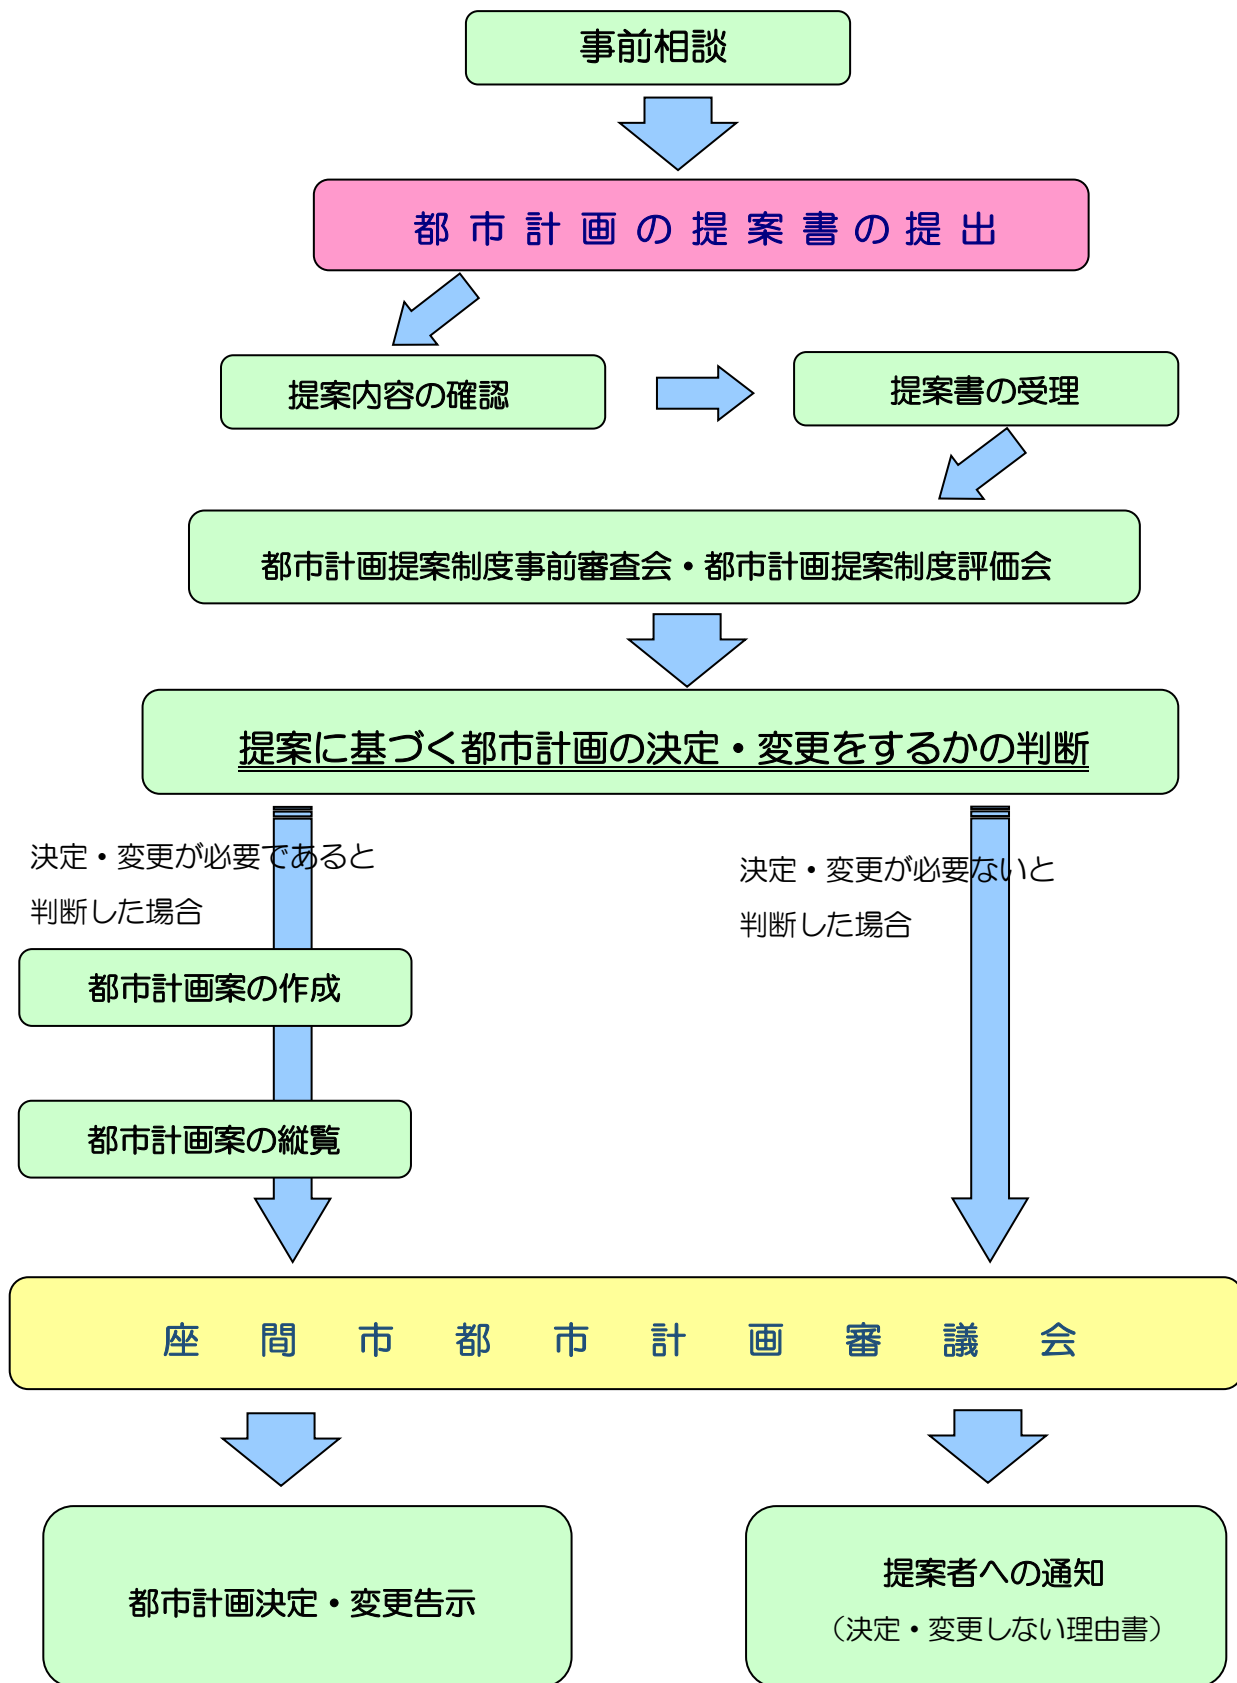 事前相談
都市計画の提案書の提出
提案内容の確認
提案書の受理
都市計画提案制度事前審査会・都市計画提案制度評価会
提案に基づく都市計画の決定・変更をするかの判断
決定・変更が必要であると
判断した場合
決定・変更が必要ないと
判断した場合
都市計画案の作成
都市計画案の縦覧
座間市都市計画審議会
都市計画決定・変更告示
提案者への通知
（決定・変更しない理由書）